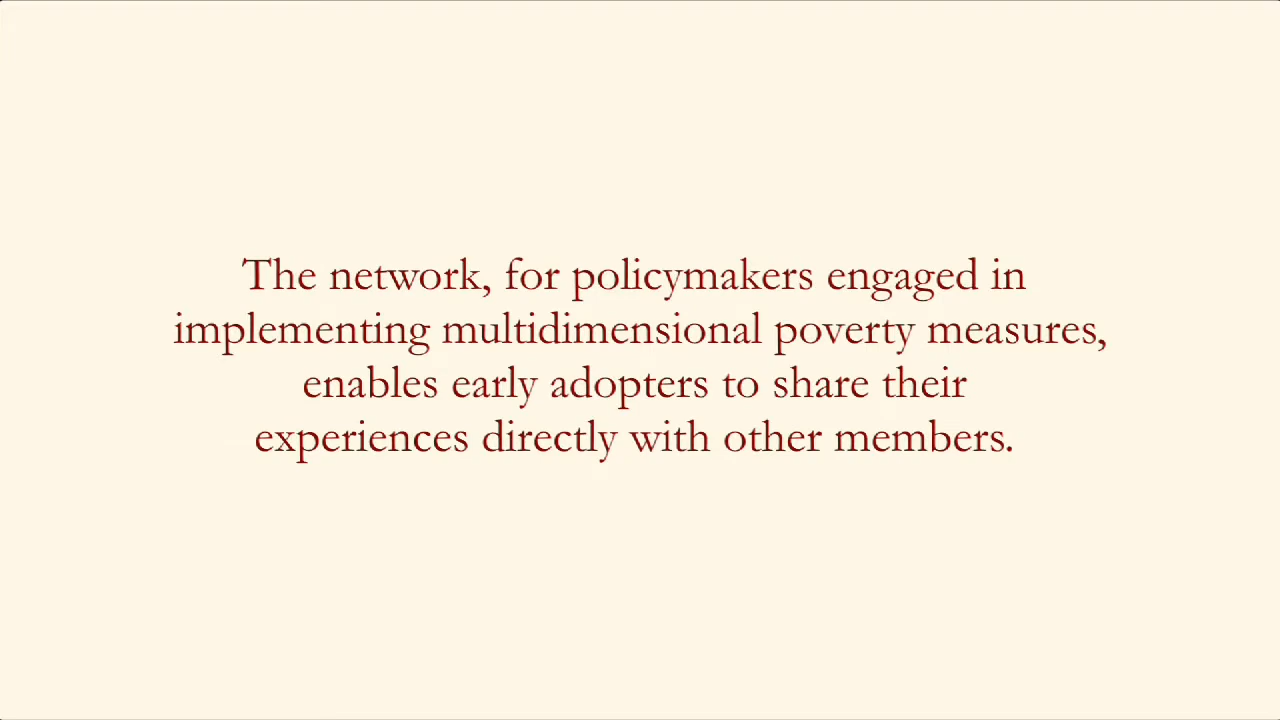 The network, for policymakers engaged in
implementing multidimensional poverty measures,
enables early adopters to share their
experiences directly with other members.